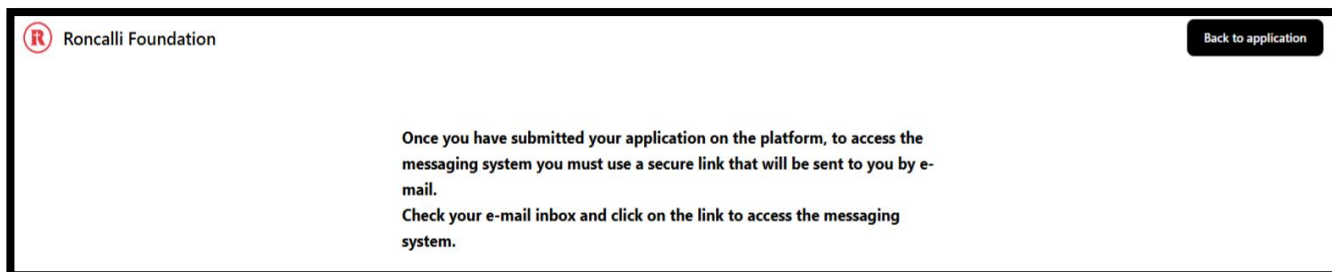 Roncalli Foundation
Back to application
Once you have submitted your application on the platform, to access the
messaging system you must use a secure link that will be sent to you by e-
mail.
Check your e-mail inbox and click on the link to access the messaging
system.